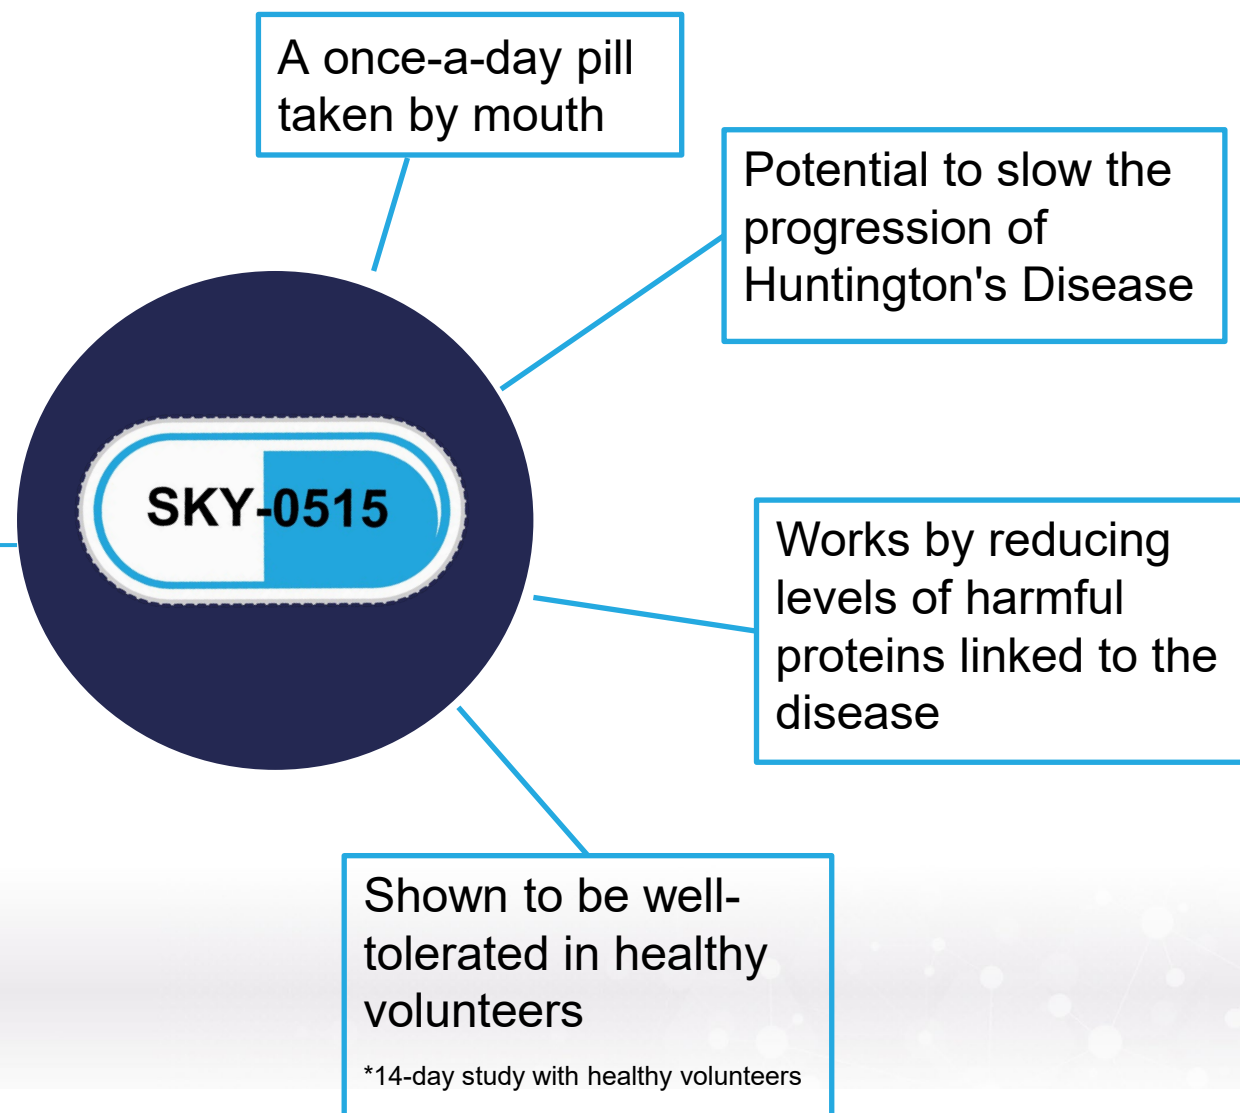 A once-a-day pill
taken by mouth
Potential to slow the
progression of
Huntington's Disease
SKY-0515
Works by reducing
levels of harmful
proteins linked to the
disease
Shown to be well-
tolerated in healthy
volunteers
*14-day study with healthy volunteers